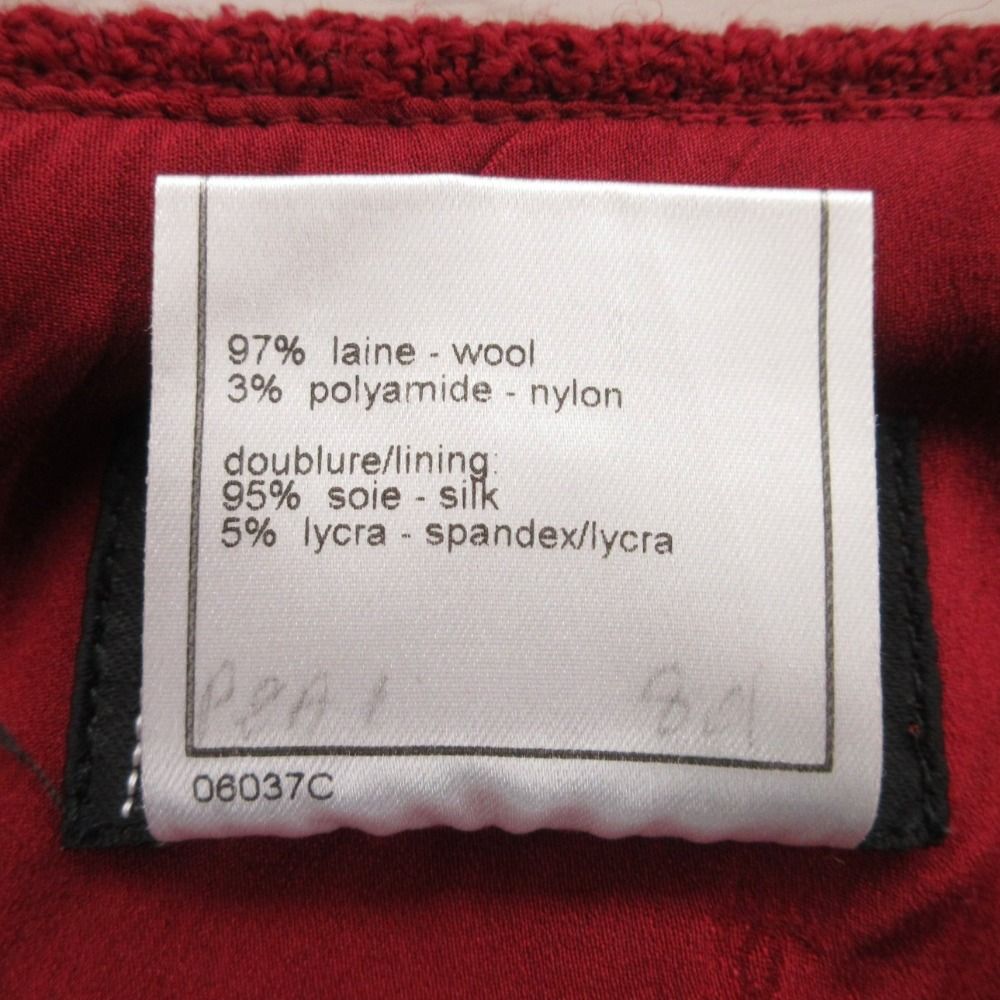 97% laine - wool
3% polyamide - nylon
doublure/lining:
95% soie - silk
5% lycra - spandex/lycra
06037C